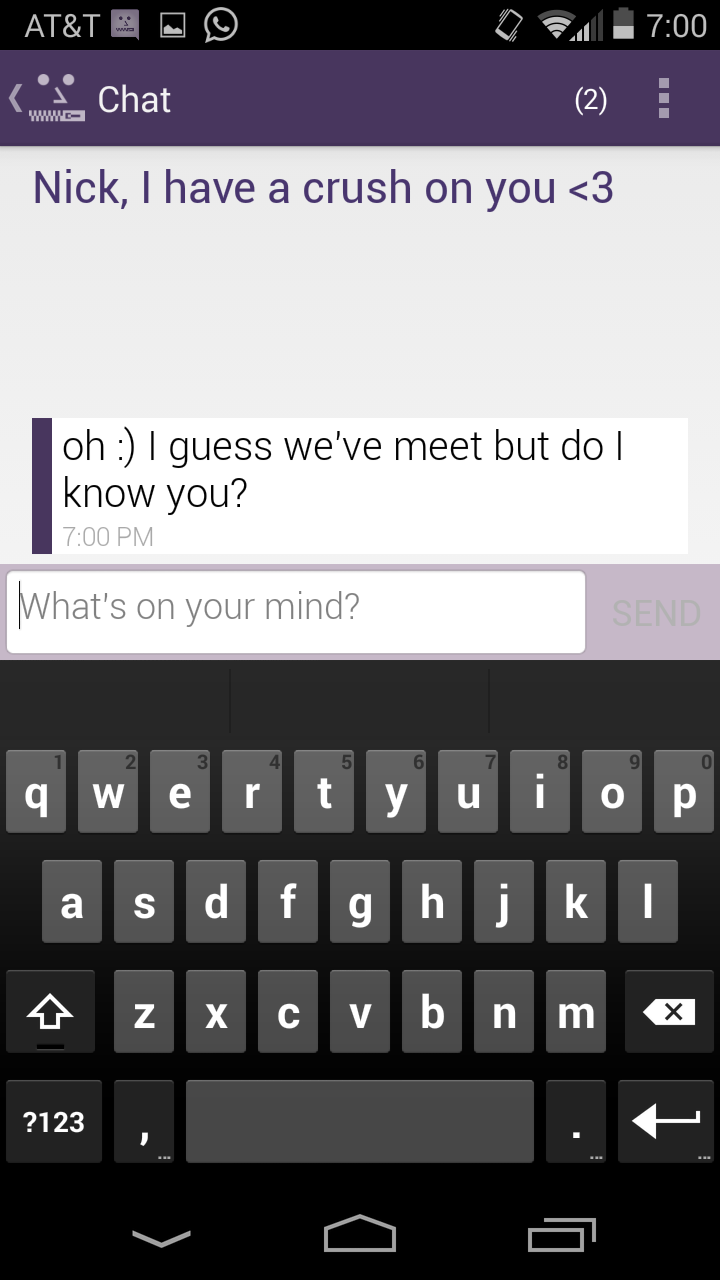 AT&T 7:00
Chat (2)
Nick, I have a crush on you <3
oh :) I guess we've meet but do I
know you?
7:00 PM
What's on your mind? SEND
1 2 3 4 5 6 7 8 9 0
q w e r t y u i o p
a s d f g h j k l
z x c v b n m
?123 , .